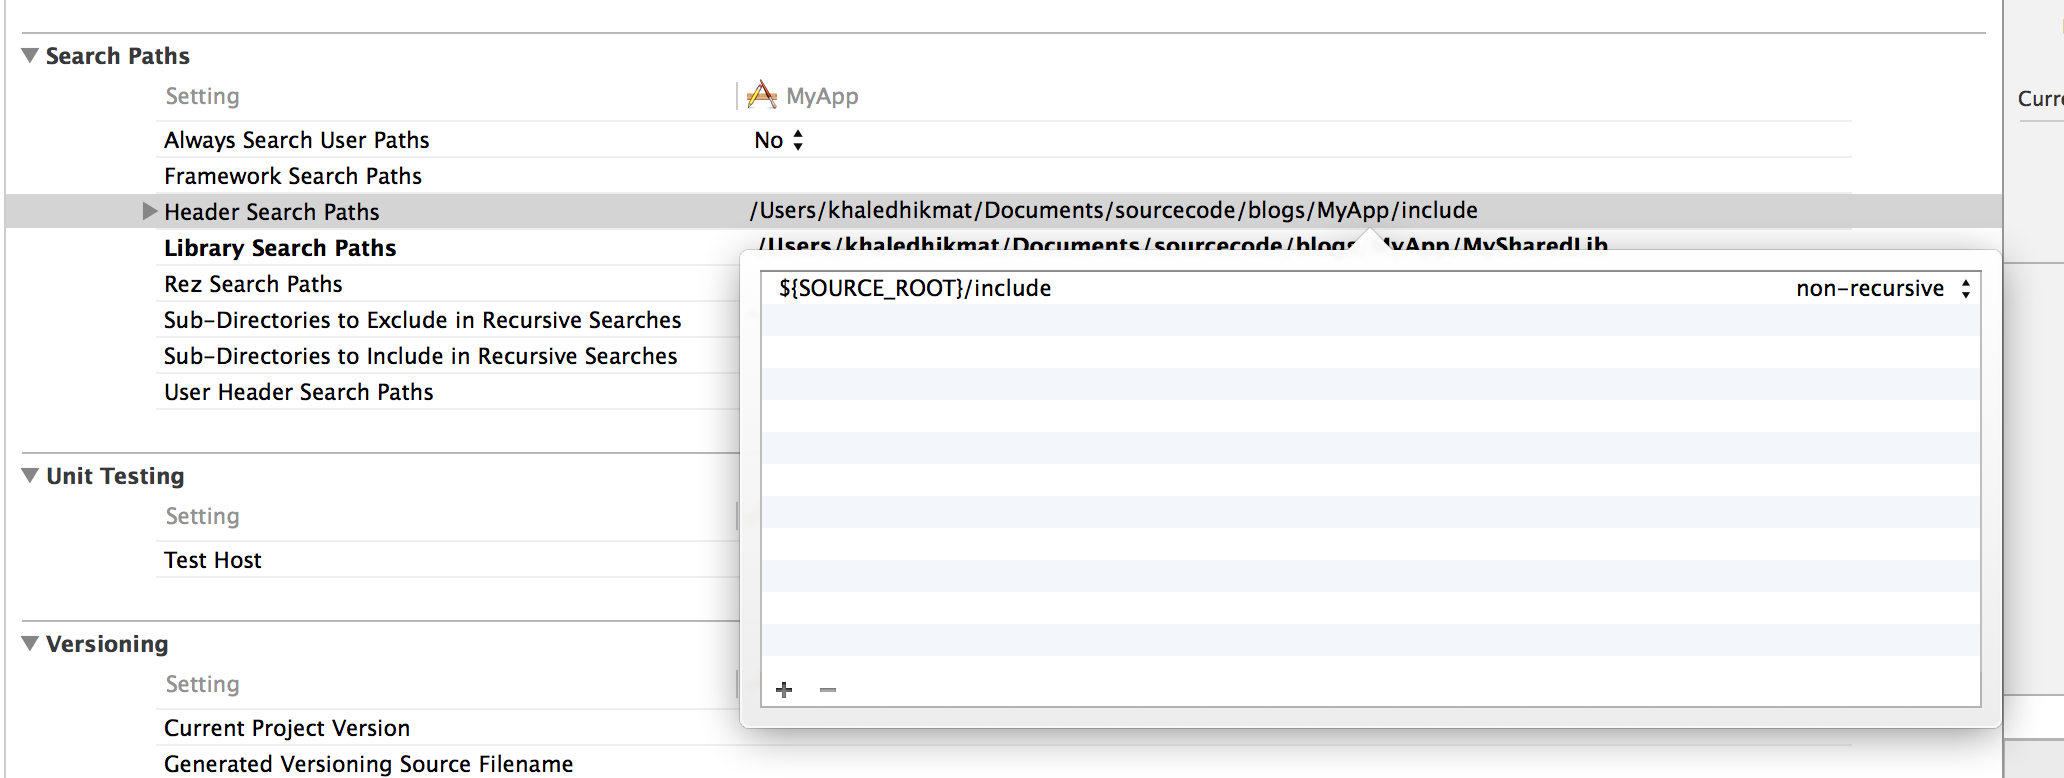 Search Paths
Setting MyApp
Curr
Always Search User Paths No
Framework Search Paths
Header Search Paths /Users/khaledhikmat/Documents/sourcecode/blogs/MyApp/include
Library Search Paths /Users/khaledhikmat/Documents/sourcecode/blogs/MyApp/MySharedLib
${SOURCE_ROOT}/include non-recursive
Rez Search Paths
Sub-Directories to Exclude in Recursive Searches
Sub-Directories to Include in Recursive Searches
User Header Search Paths
Unit Testing
Setting
Test Host
Versioning
Setting
Current Project Version
Generated Versioning Source Filename